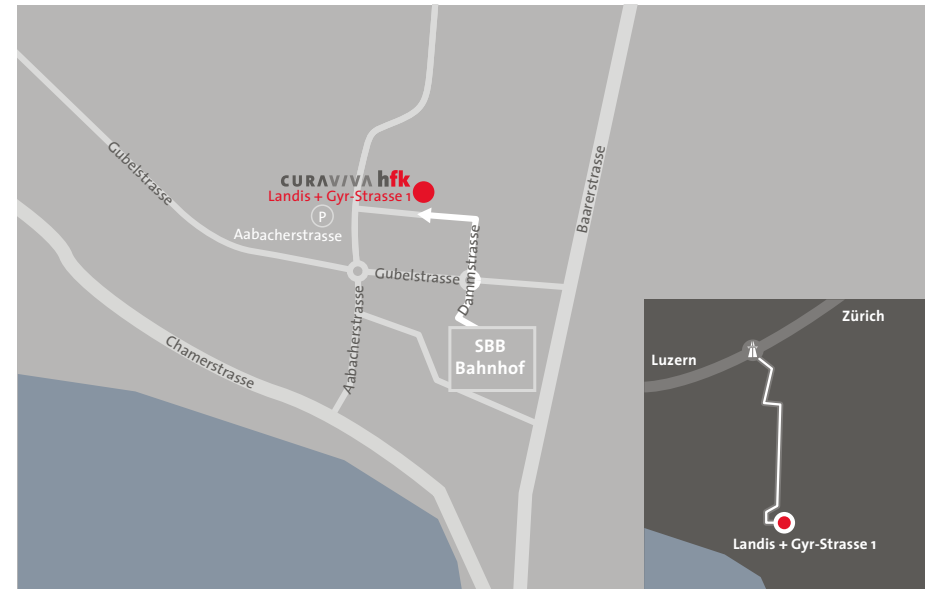 Gubelstrasse
CURAVIVA hfk
Landis + Gyr-Strasse 1
P
Aabacherstrasse
Baarerstrasse
Dammstrasse
Gubelstrasse
Aabacherstrasse
Chamerstrasse
SBB
Bahnhof
Zürich
Luzern
Landis + Gyr-Strasse 1